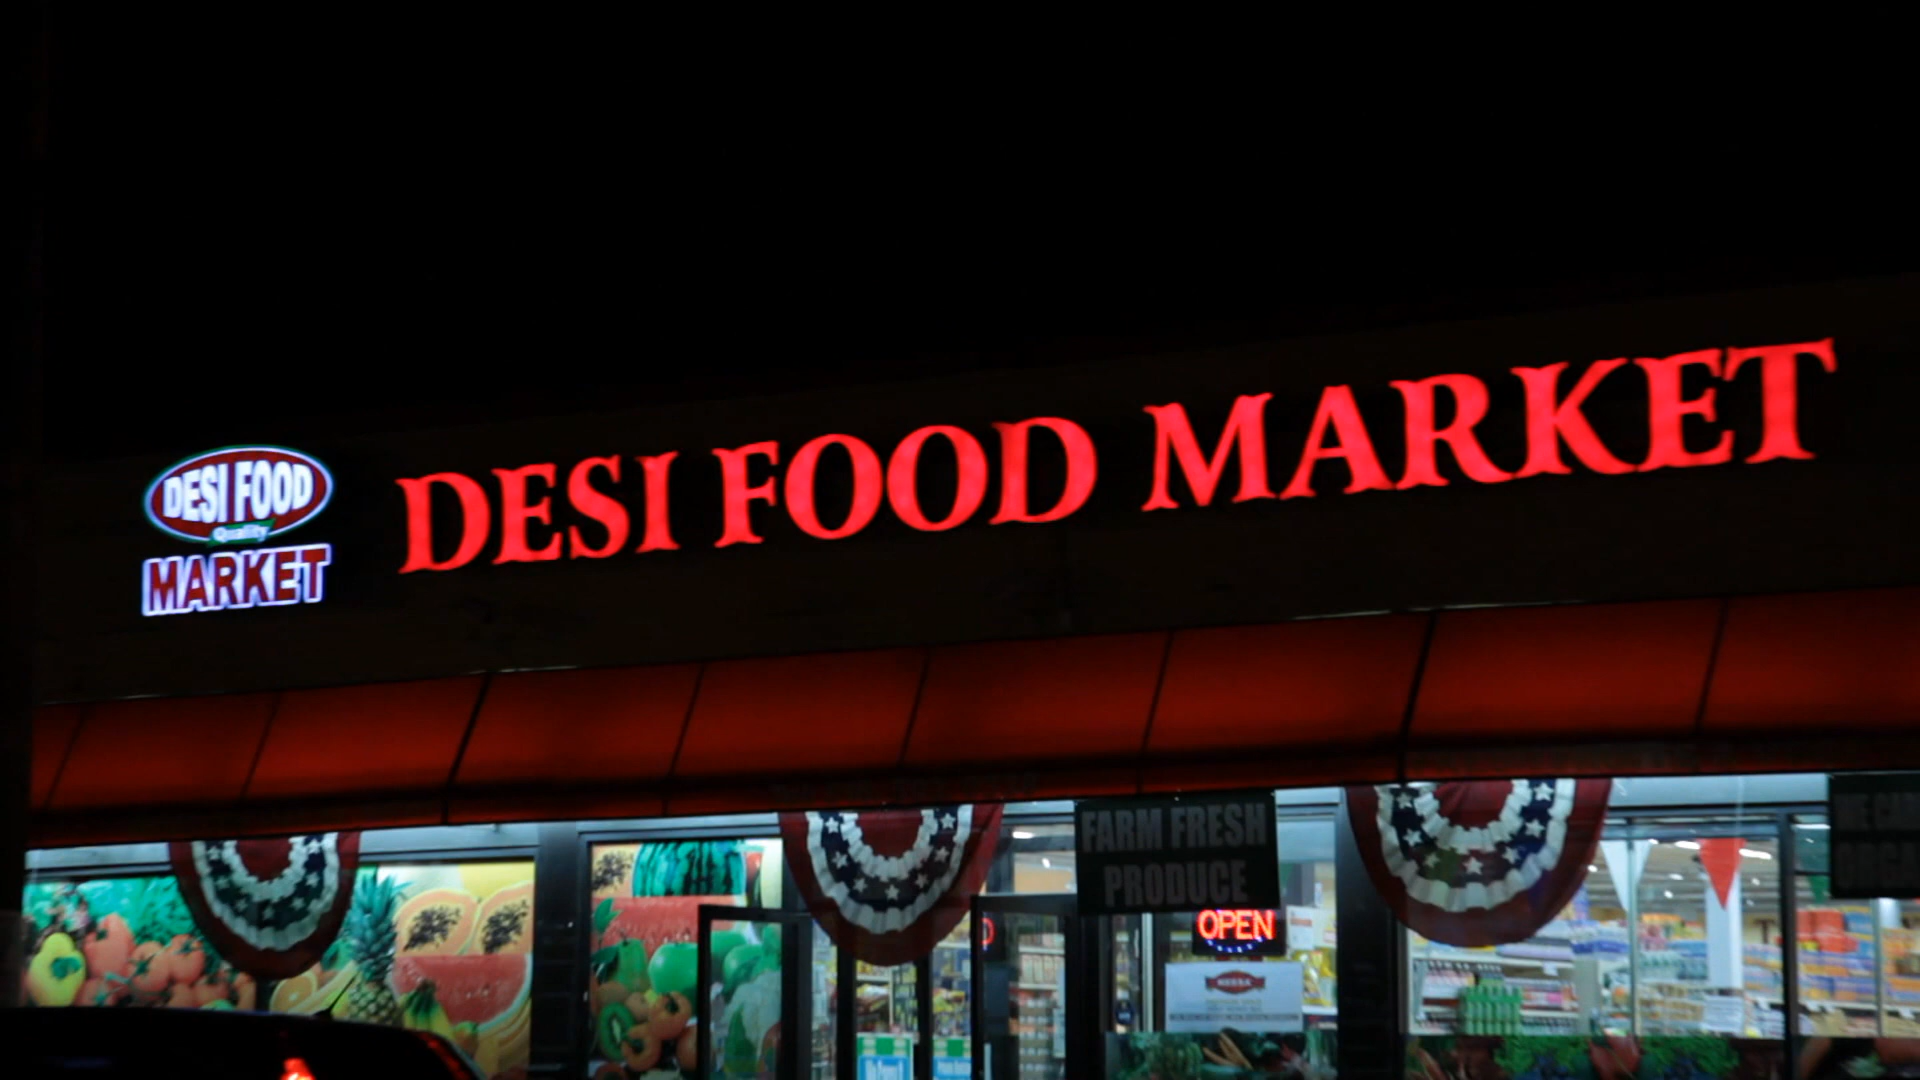 DESI FOOD
Quality
MARKET
DESI FOOD MARKET
FARM FRESH
PRODUCE
OPEN